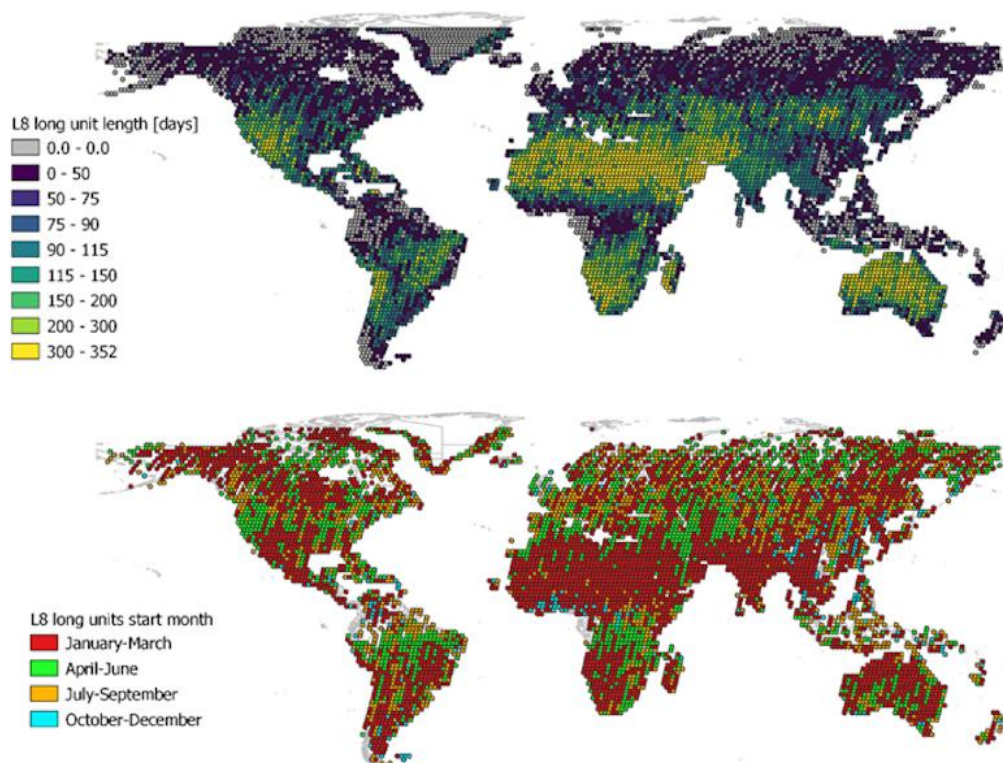 L8 long unit length [days]
0.0 - 0.0
0 - 50
50 - 75
75 - 90
90 - 115
115 - 150
150 - 200
200 - 300
300 - 352
L8 long units start month
January-March
April-June
July-September
October-December